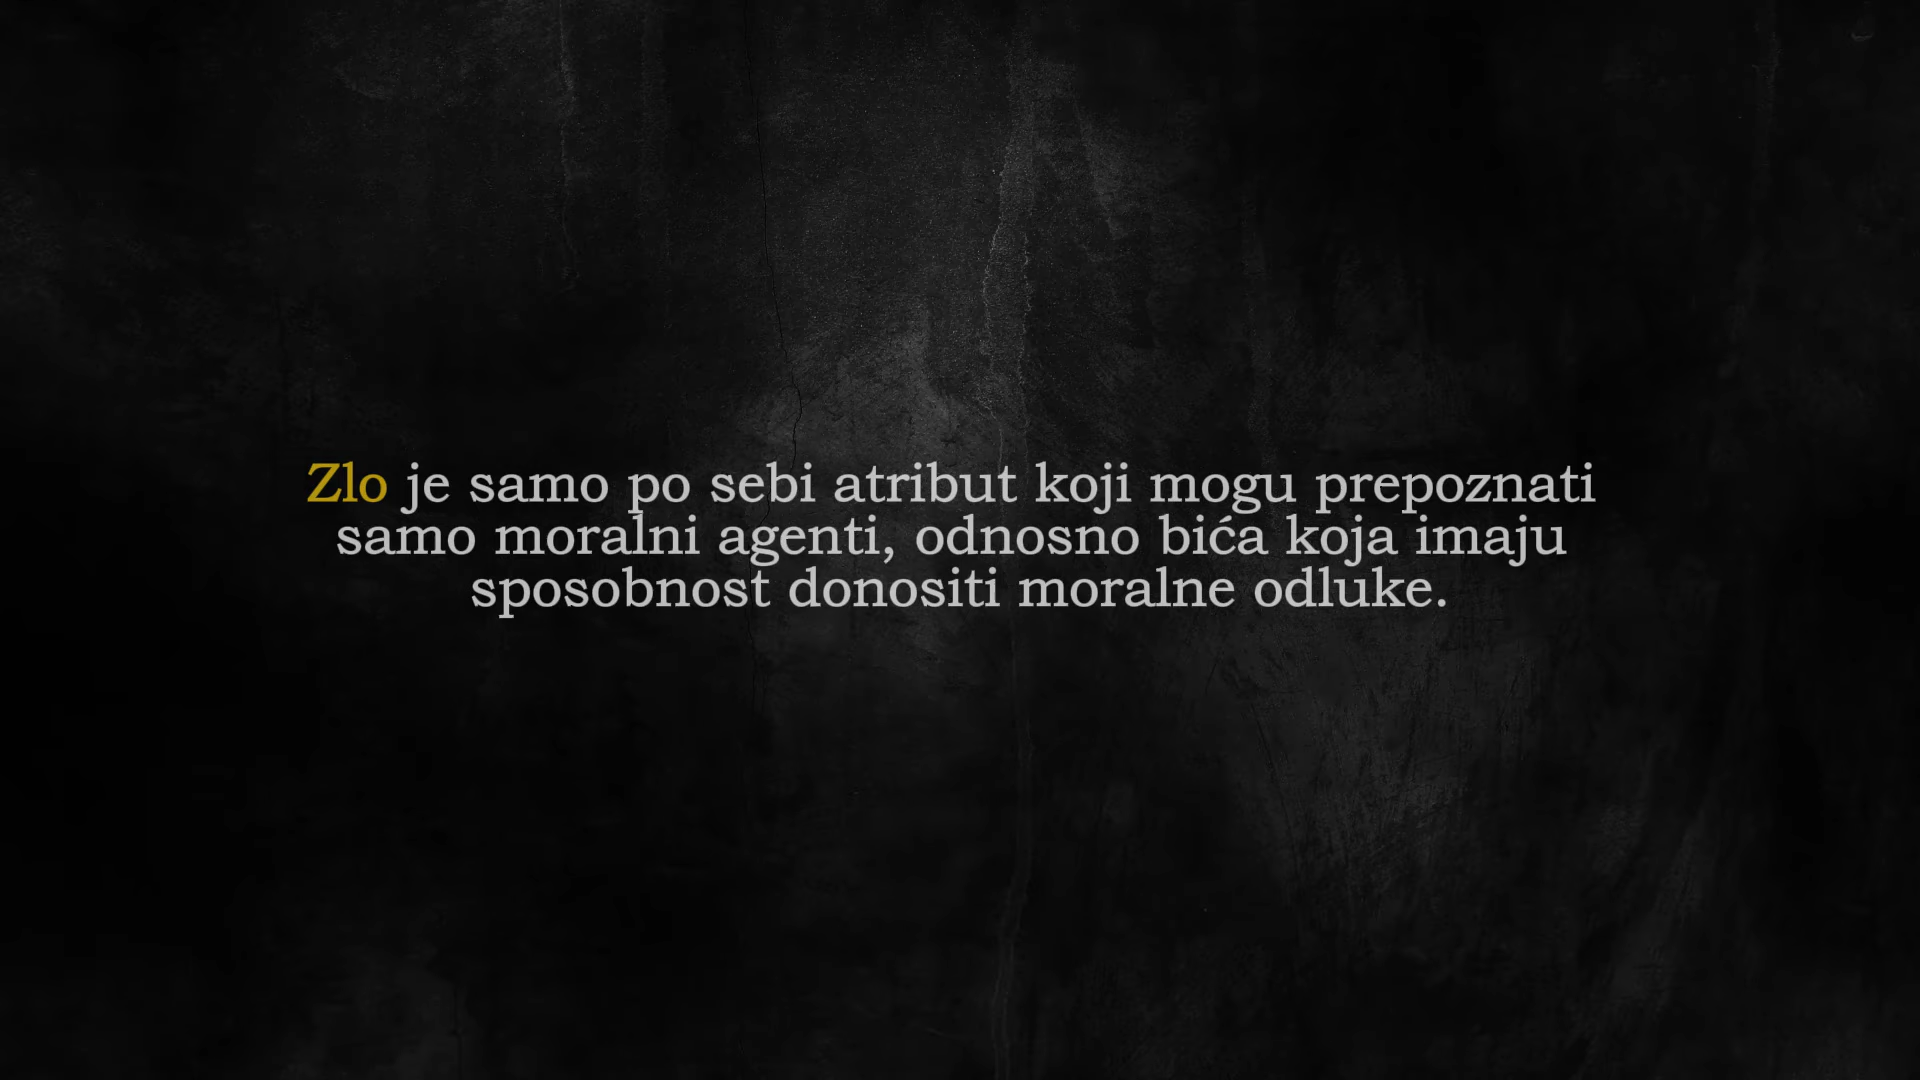 Zlo je samo po sebi atribut koji mogu prepoznati
samo moralni agenti, odnosno bića koja imaju
sposobnost donositi moralne odluke.